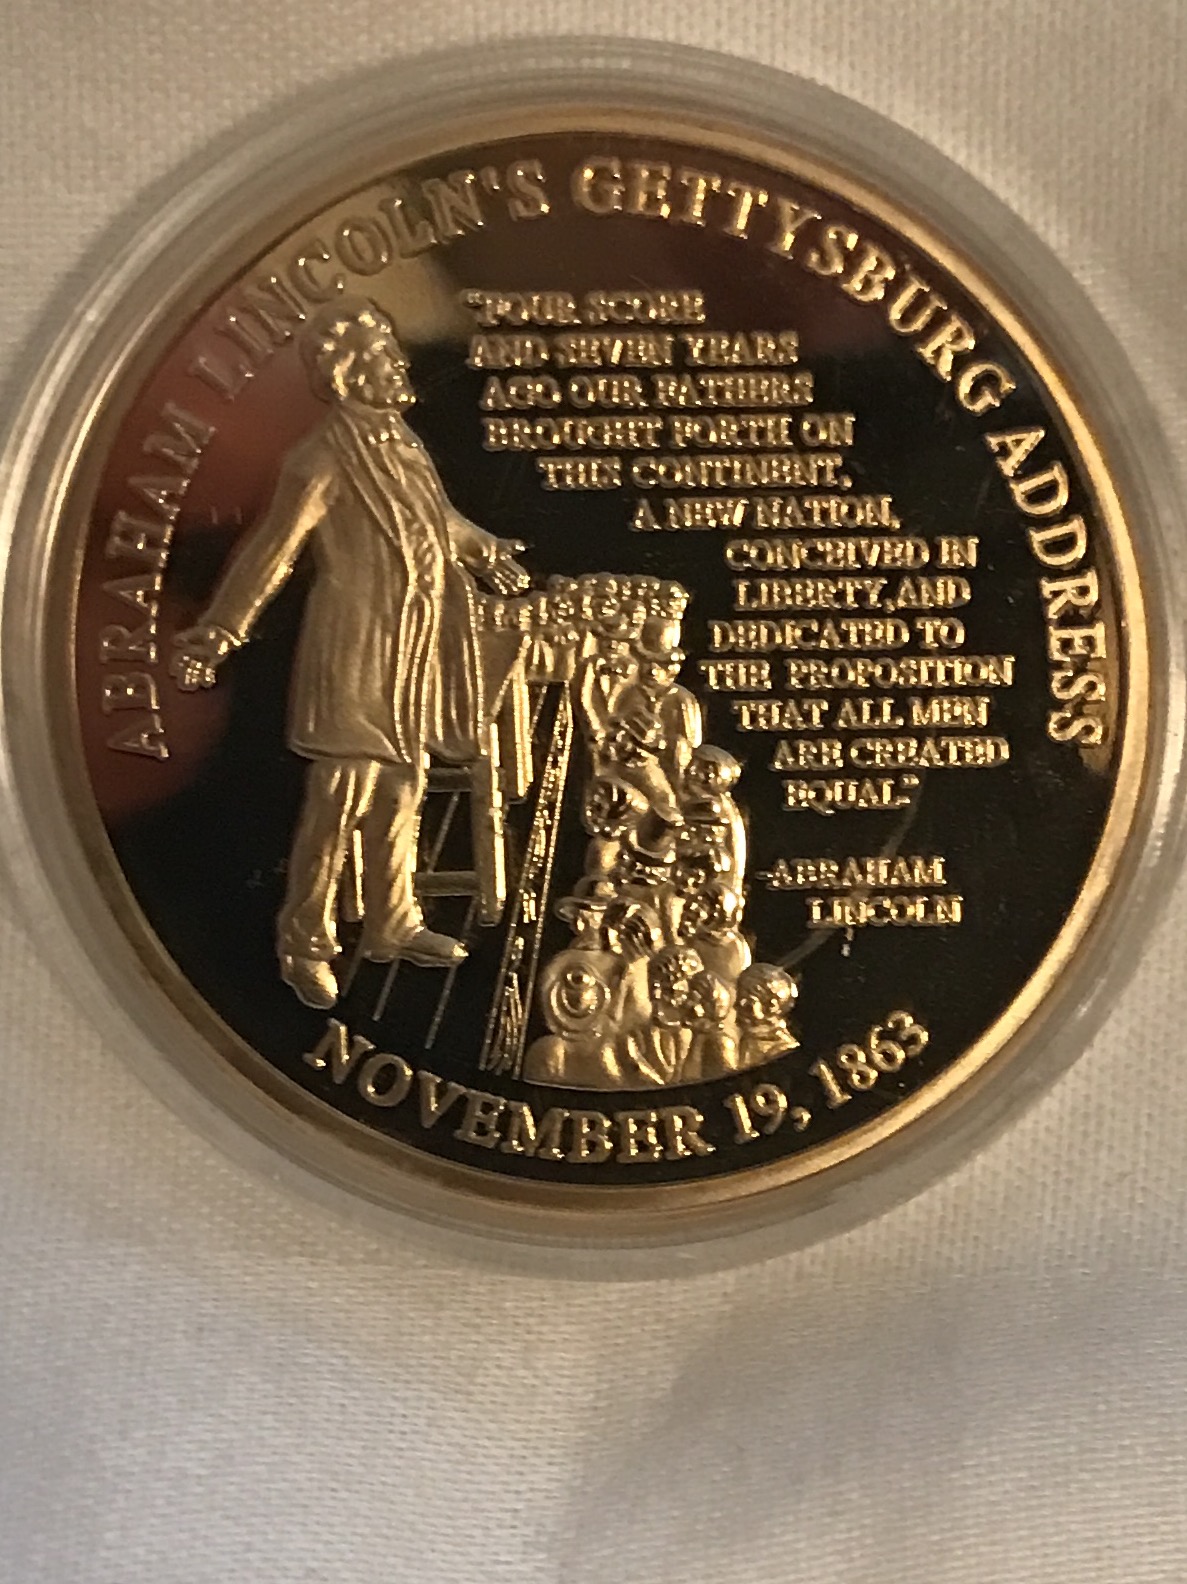 ABRAHAM LINCOLN'S GETTYSBURG ADDRESS
"FOUR SCORE
AND SEVEN YEARS
AGO OUR FATHERS
BROUGHT FORTH ON
THIS CONTINENT,
A NEW NATION,
CONCEIVED IN
LIBERTY, AND
DEDICATED TO
THE PROPOSITION
THAT ALL MEN
ARE CREATED
EQUAL"
-ABRAHAM
LINCOLN
NOVEMBER 19, 1863